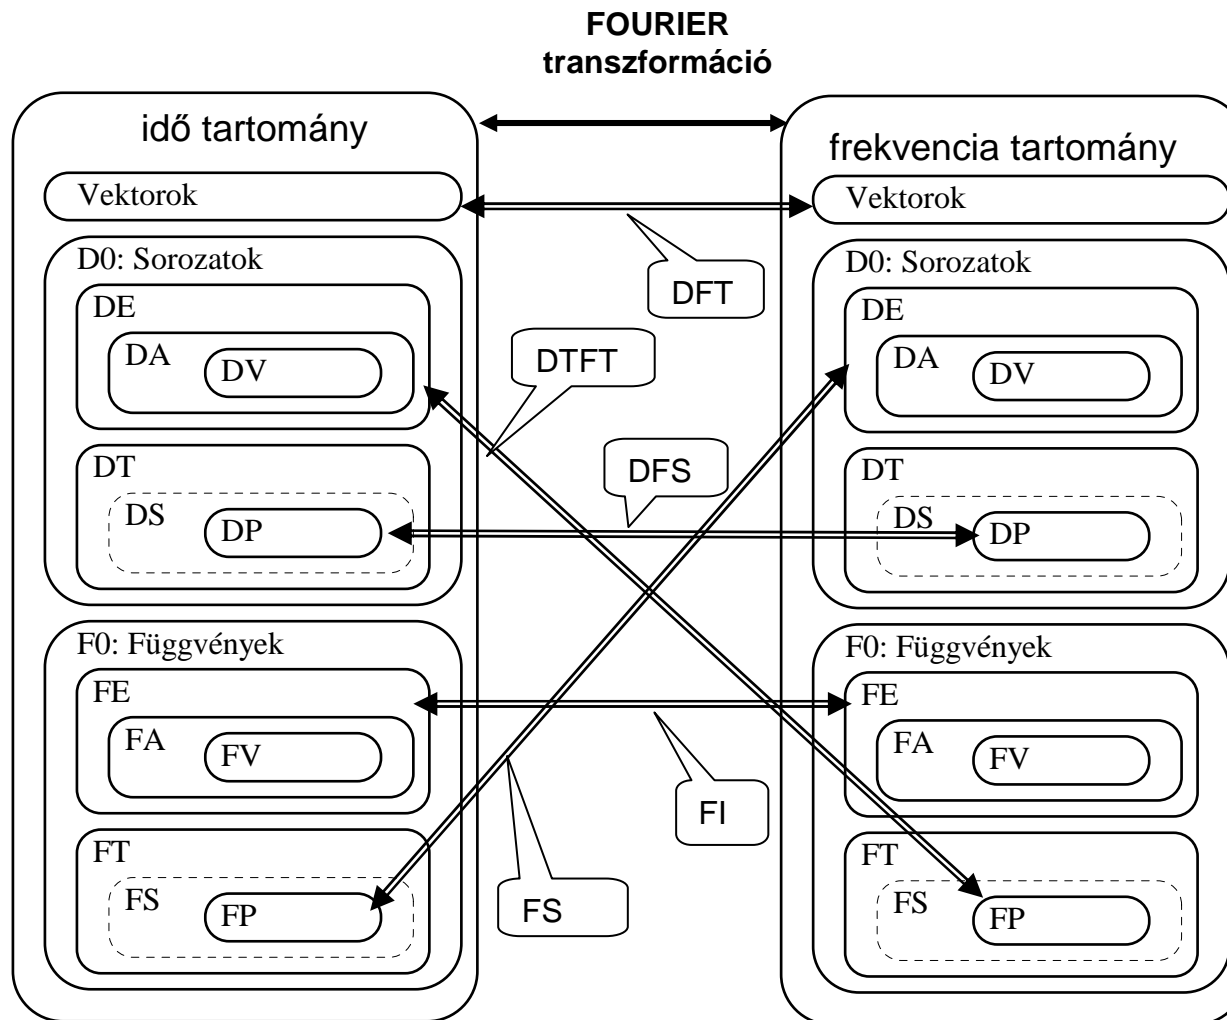 FOURIER
transzformáció
idő tartomány
Vektorok
D0: Sorozatok
DE
DA
DV
DT
DS
DP
F0: Függvények
FE
FA
FV
FT
FS
FP
DFT
DTFT
DFS
FI
FS
frekvencia tartomány
Vektorok
D0: Sorozatok
DE
DA
DV
DT
DS
DP
F0: Függvények
FE
FA
FV
FT
FS
FP